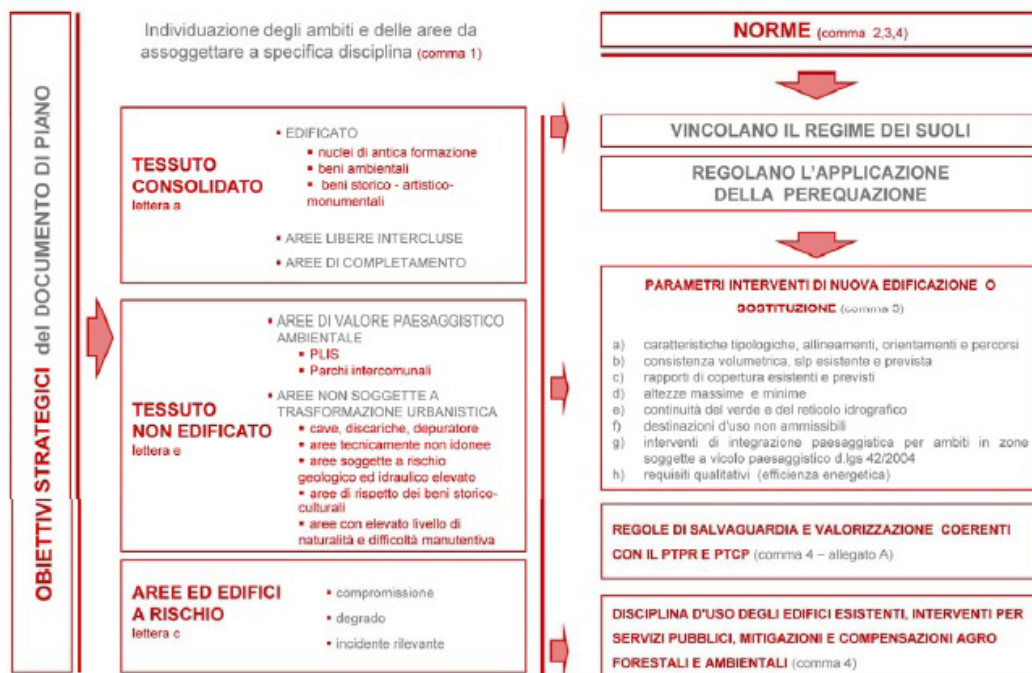 OBIETTIVI STRATEGICI del DOCUMENTO DI PIANO
Individuazione degli ambiti e delle aree da
assoggettare a specifica disciplina (comma 1)
TESSUTO
CONSOLIDATO
lettera a
▪ EDIFICATO
▪ nuclei di antica formazione
▪ beni ambientali
▪ beni storico - artistico-
monumentali
▪ AREE LIBERE INTERCLUSE
▪ AREE DI COMPLETAMENTO
TESSUTO
NON EDIFICATO
lettera e
▪ AREE DI VALORE PAESAGGISTICO
AMBIENTALE
▪ PLIS
▪ Parchi intercomunali
▪ AREE NON SOGGETTE A
TRASFORMAZIONE URBANISTICA
▪ cave, discariche, depuratore
▪ aree tecnicamente non idonee
▪ aree soggette a rischio
geologico ed idraulico elevato
▪ aree di rispetto dei beni storico-
culturali
▪ aree con elevato livello di
naturalità e difficoltà manutentiva
AREE ED EDIFICI
A RISCHIO
lettera c
▪ compromissione
▪ degrado
▪ incidente rilevante
NORME (comma 2,3,4)
VINCOLANO IL REGIME DEI SUOLI
REGOLANO L'APPLICAZIONE
DELLA PEREQUAZIONE
PARAMETRI INTERVENTI DI NUOVA EDIFICAZIONE O
SOSTITUZIONE (comma 3)
a) caratteristiche tipologiche, allineamenti, orientamenti e percorsi
b) consistenza volumetrica, slp esistente e prevista
c) rapporti di copertura esistenti e previsti
d) altezze massime e minime
e) continuità del verde e del reticolo idrografico
f) destinazioni d'uso non ammissibili
g) interventi di integrazione paesaggistica per ambiti in zone
soggette a vicolo paesaggistico d.lgs 42/2004
h) requisiti qualitativi (efficienza energetica)
REGOLE DI SALVAGUARDIA E VALORIZZAZIONE COERENTI
CON IL PTPR E PTCP (comma 4 – allegato A)
DISCIPLINA D'USO DEGLI EDIFICI ESISTENTI, INTERVENTI PER
SERVIZI PUBBLICI, MITIGAZIONI E COMPENSAZIONI AGRO
FORESTALI E AMBIENTALI (comma 4)